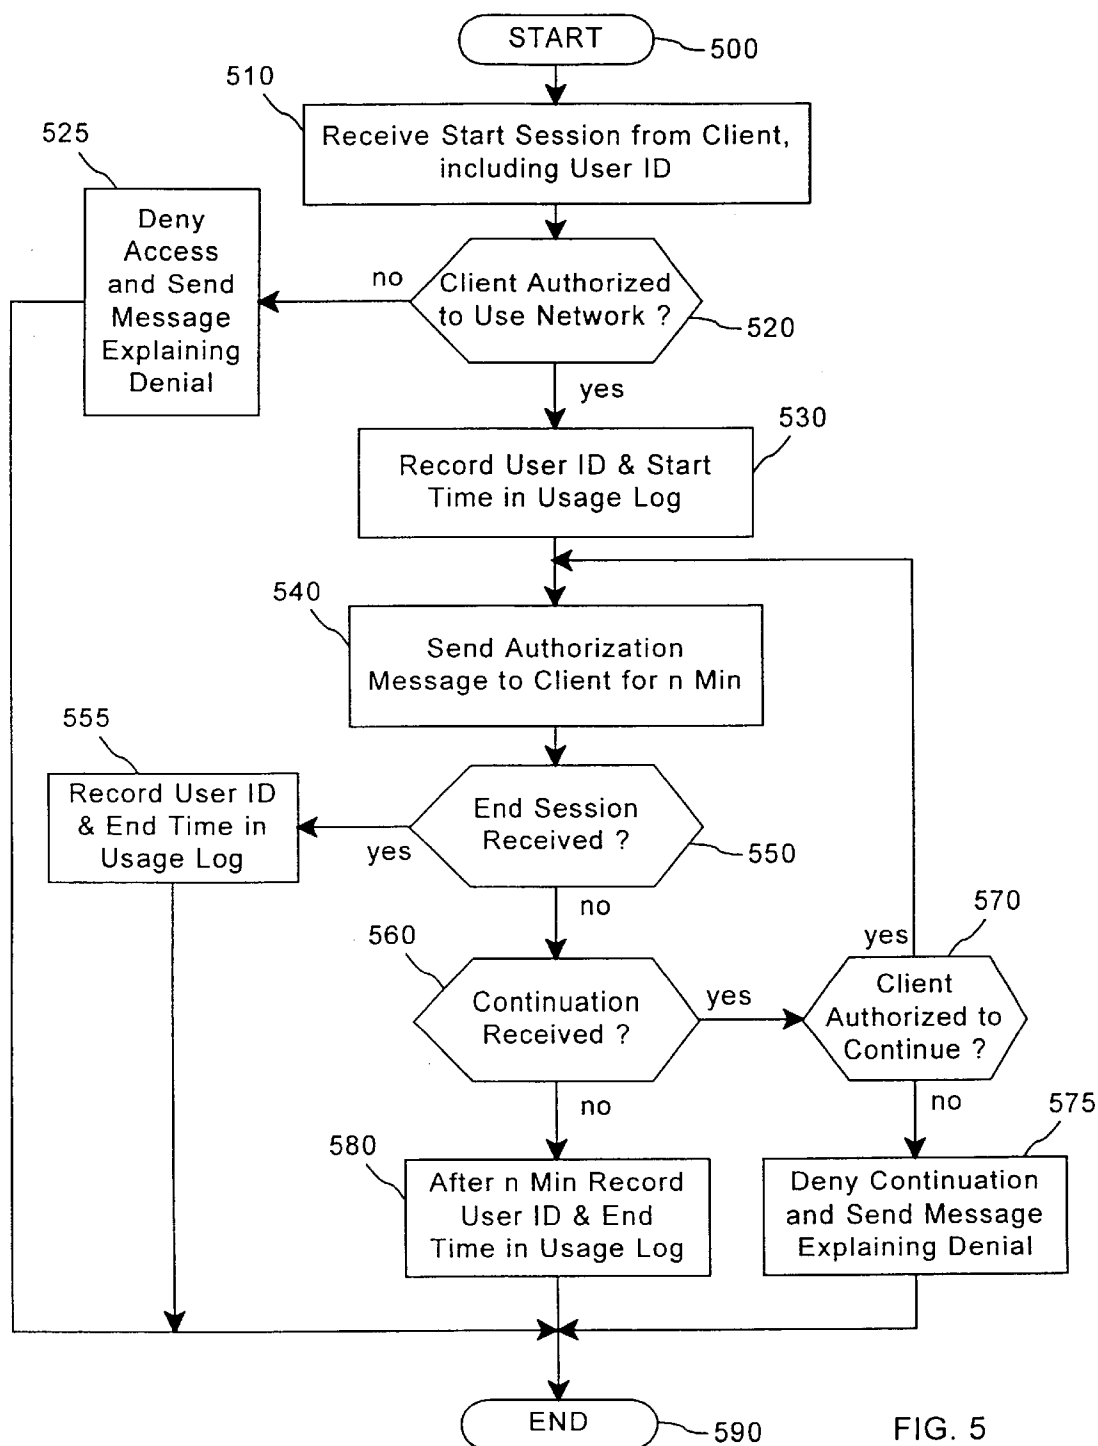 START
500
510
Receive Start Session from Client,
including User ID
525
Deny
Access
and Send
Message
Explaining
Denial
no
Client Authorized
to Use Network ?
520
yes
530
Record User ID & Start
Time in Usage Log
540
Send Authorization
Message to Client for n Min
555
Record User ID
& End Time in
Usage Log
yes
End Session
Received ?
550
no
560
Continuation
Received ?
yes
570
yes
Client
Authorized to
Continue ?
no
no
575
580
After n Min Record
User ID & End
Time in Usage Log
Deny Continuation
and Send Message
Explaining Denial
END
590
FIG. 5